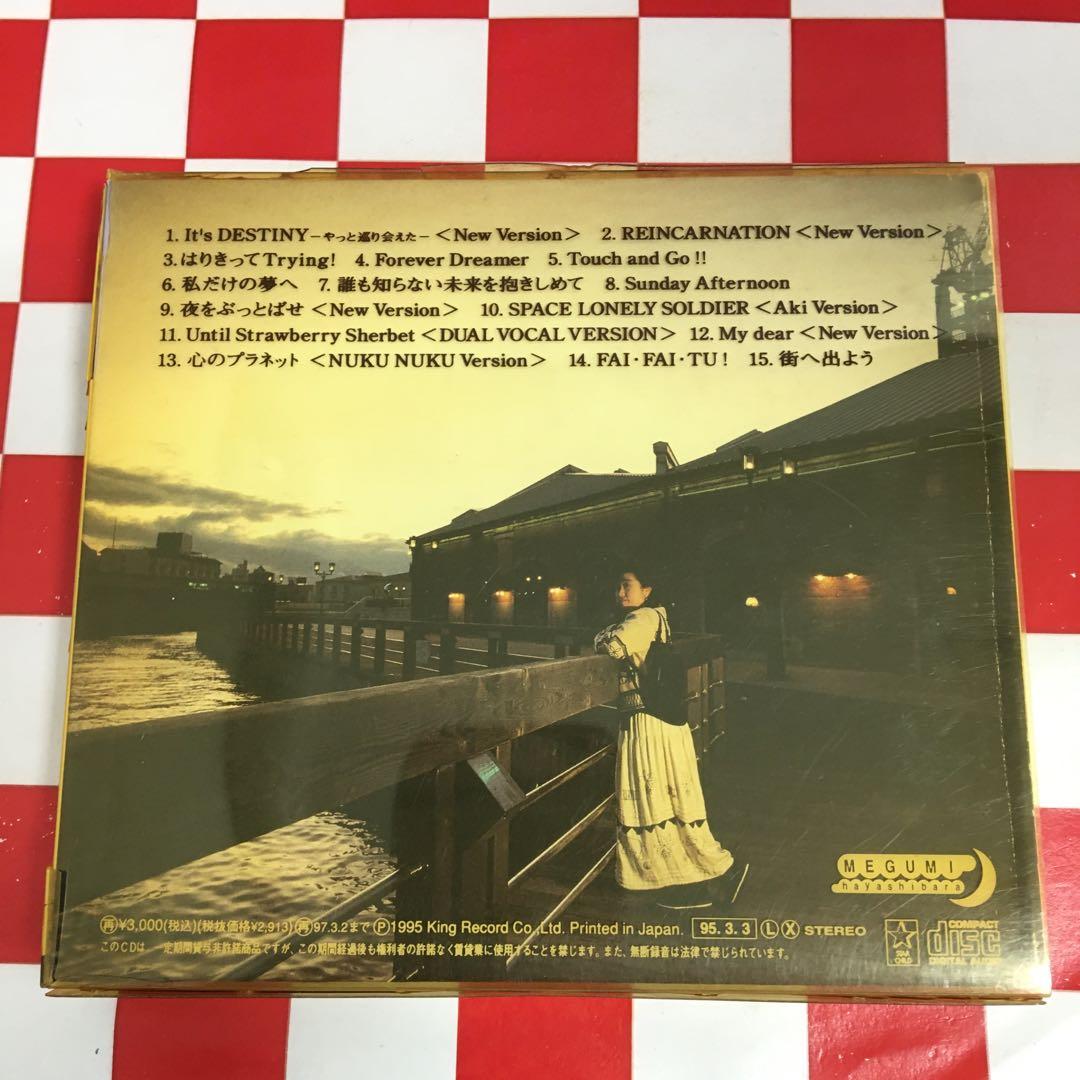 1. It's DESTINY－やっと巡り会えた－＜New Version＞ 2. REINCARNATION＜New Version＞
3.はりきってTrying! 4. Forever Dreamer 5. Touch and Go!!
6. 私だけの夢へ 7. 誰も知らない未来を抱きしめて 8. Sunday Afternoon
9. 夜をぶっとばせ＜New Version＞ 10. SPACE LONELY SOLDIER＜Aki Version＞
11. Until Strawberry Sherbet＜DUAL VOCAL VERSION＞ 12. My dear＜New Version＞
13. 心のプラネット＜NUKU NUKU Version＞ 14. FAI・FAI・TU! 15. 街へ出よう
MEGUMI
hayashibara
再¥3,000(税込)(税抜価格¥2,913)再97.3.2まで Ⓟ1995 King Record Co.,Ltd. Printed in Japan. 95.3.3 Ⓛ Ⓧ STEREO
このCDは 定期間貸与非許諾商品ですが、この期間経過後も権利者の許諾なく賃貸業に使用することを禁じます。また、無断録音は法律で禁じられています。
STAR CHILD
COMPACT disc DIGITAL AUDIO